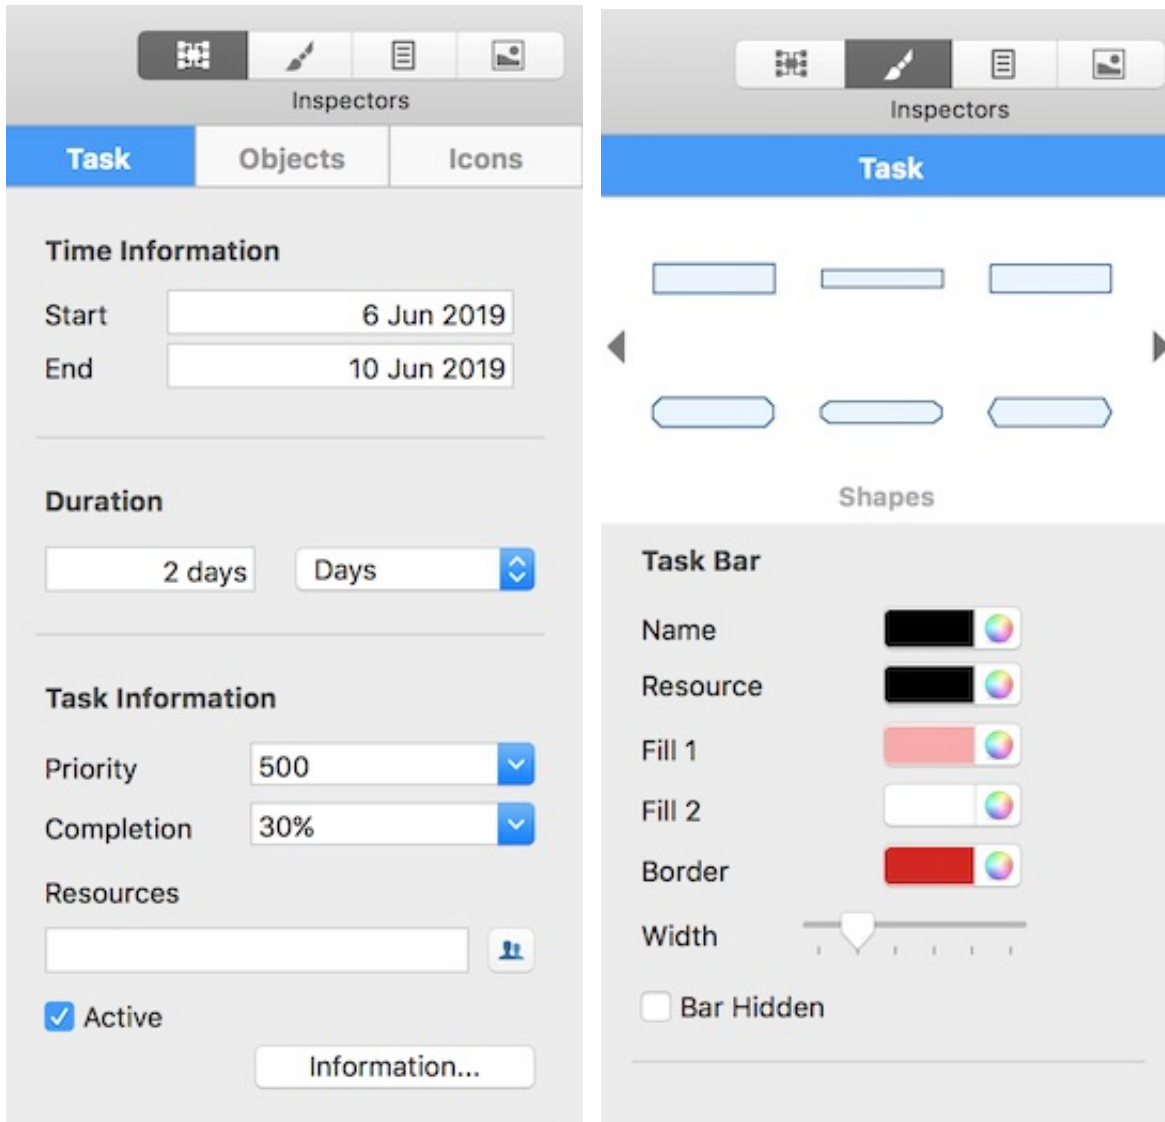 Inspectors
Task Objects Icons
Time Information
Start 6 Jun 2019
End 10 Jun 2019
Duration
2 days Days
Task Information
Priority 500
Completion 30%
Resources
Active
Information...
Inspectors
Task
Shapes
Task Bar
Name
Resource
Fill 1
Fill 2
Border
Width
Bar Hidden